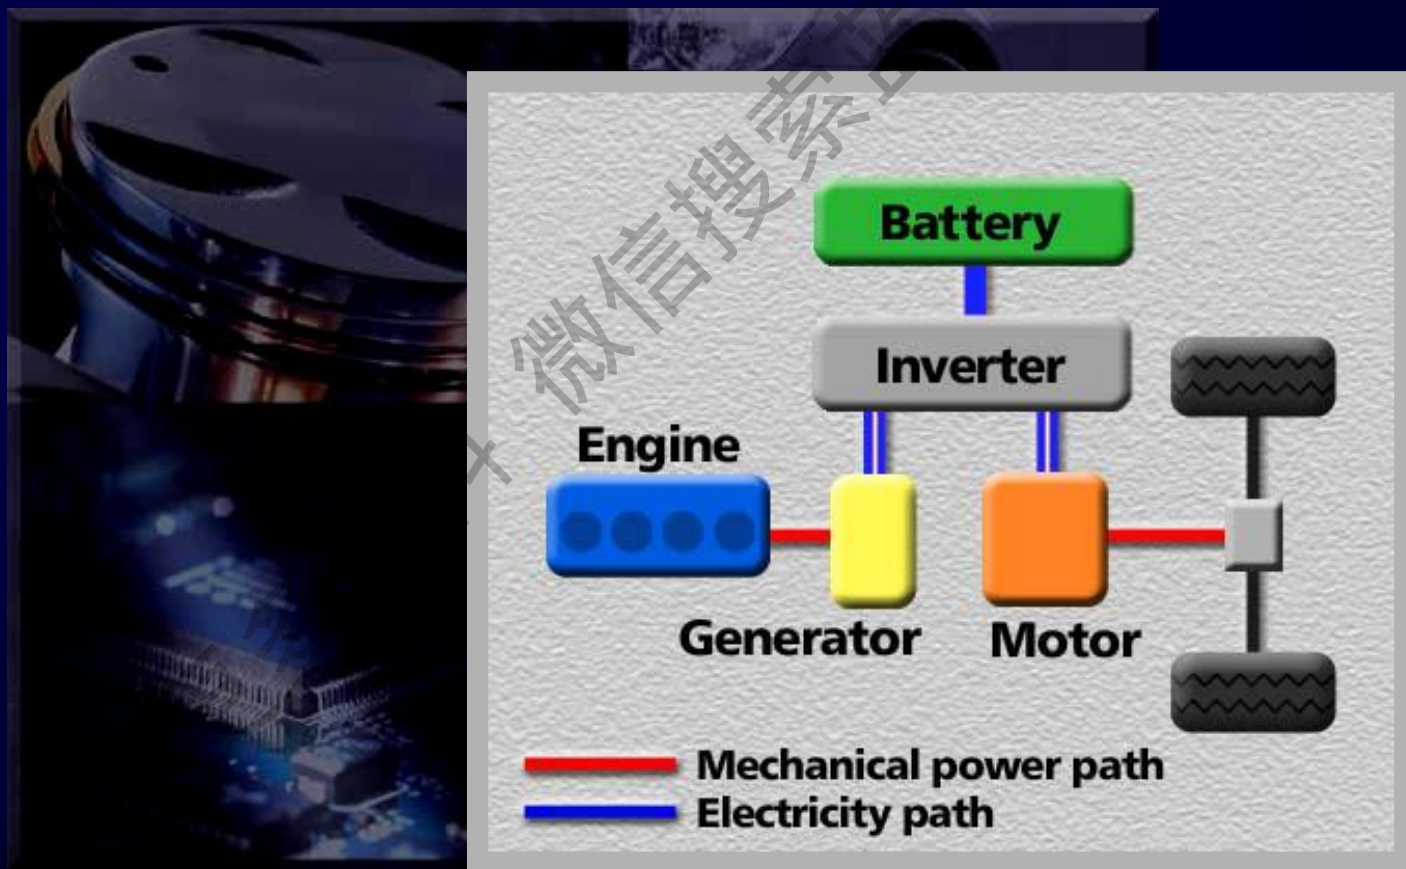 Battery
Inverter
Engine
Generator
Motor
Mechanical power path
Electricity path
微信搜索